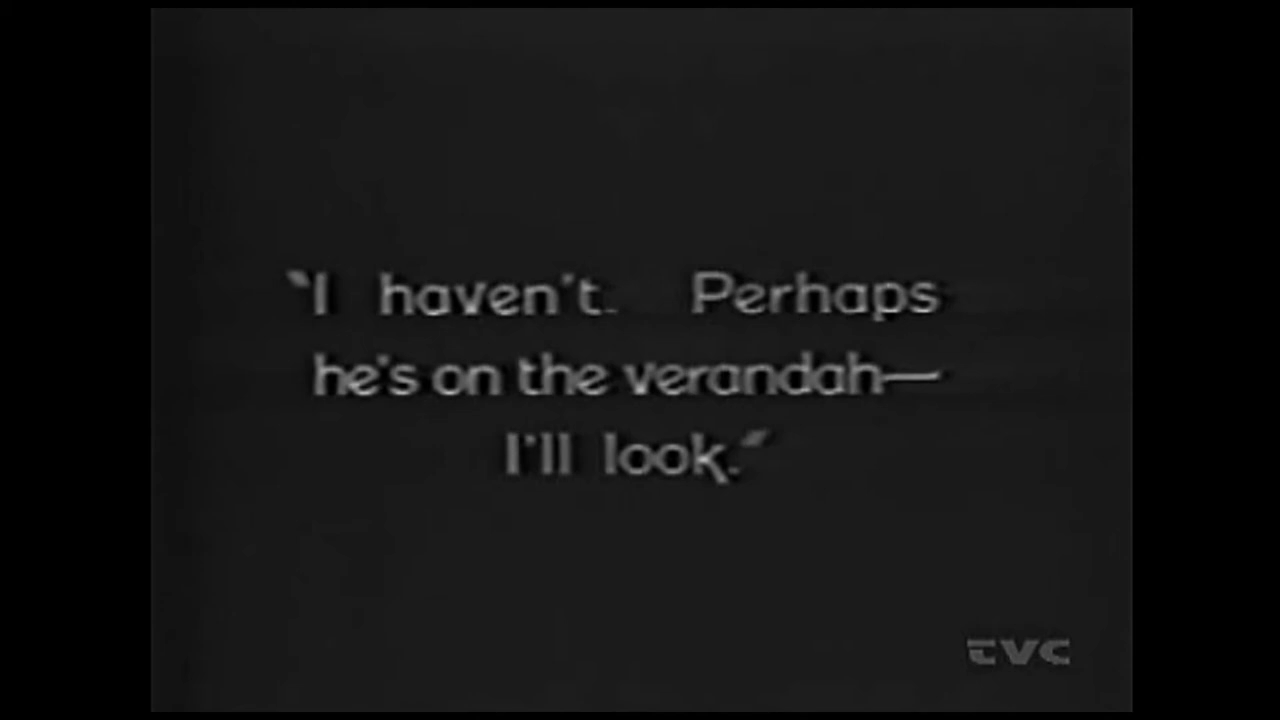 "I haven't. Perhaps
he's on the verandah—
I'll look."
TVC